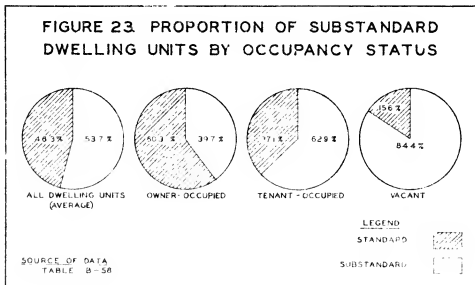 FIGURE 23. PROPORTION OF SUBSTANDARD
DWELLING UNITS BY OCCUPANCY STATUS
46.3% 53.7%
60.3% 39.7%
37.1% 62.9%
15.6%
84.4%
ALL DWELLING UNITS
(AVERAGE)
OWNER-OCCUPIED
TENANT-OCCUPIED
VACANT
LEGEND
STANDARD
SUBSTANDARD
SOURCE OF DATA
TABLE B-58